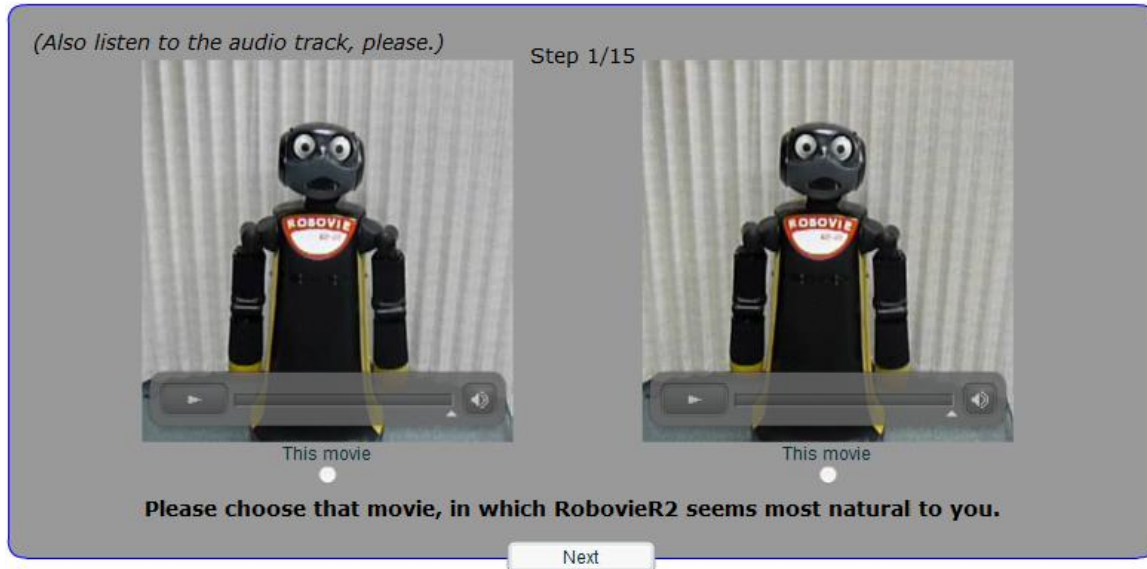 (Also listen to the audio track, please.)
Step 1/15
ROBOVIE
ROBOVIE
This movie
This movie
Please choose that movie, in which RobovieR2 seems most natural to you.
Next